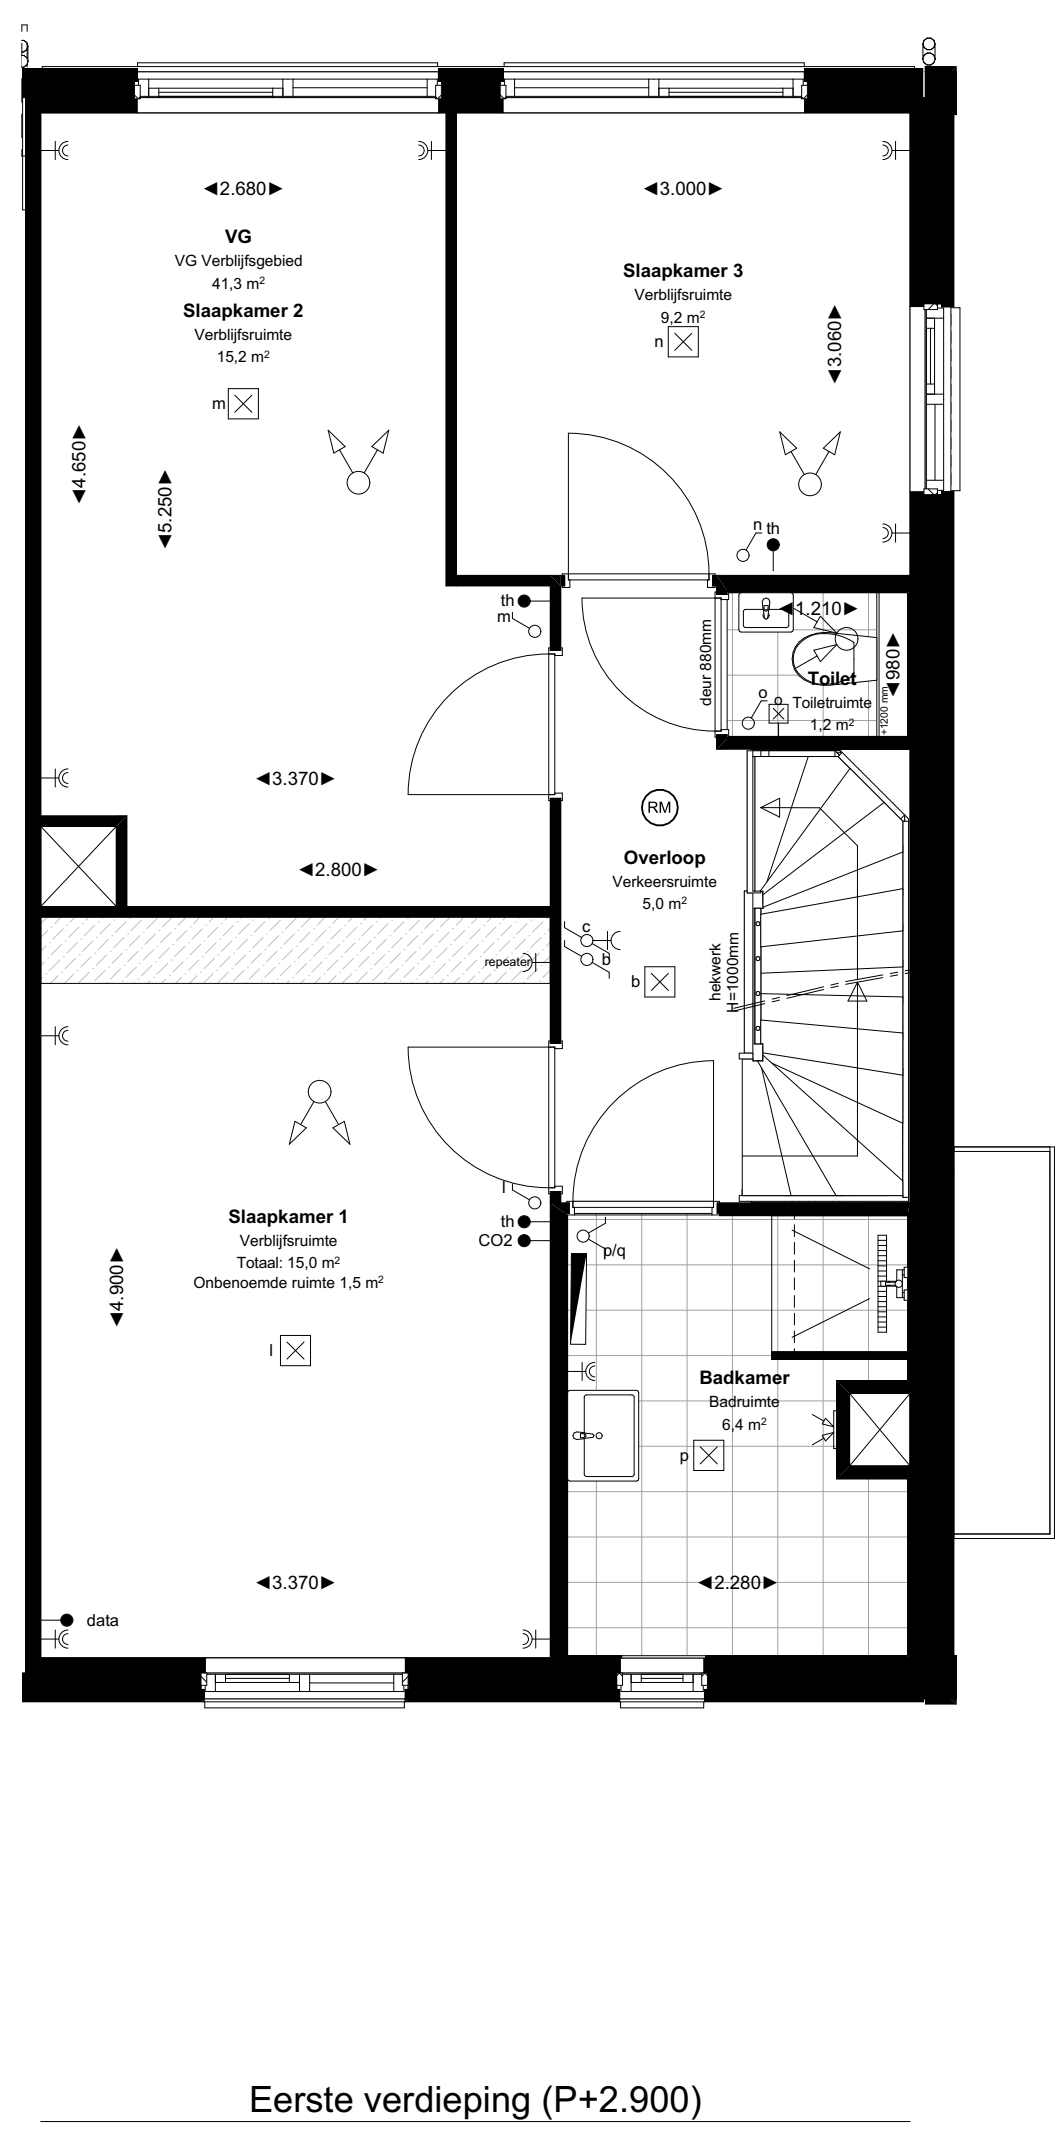 2.680
3.000
VG
VG Verblijfsgebied
41,3 m²
Slaapkamer 2
Verblijfsruimte
15,2 m²
m
Slaapkamer 3
Verblijfsruimte
9,2 m²
n
3.060
4.650
5.250
n th
th
m
deur 880mm
1.210
980
Toilet
Toiletruimte
1,2 m²
+1200 mm
o
o
3.370
2.800
RM
Overloop
Verkeersruimte
5,0 m²
c
b
b
hekwerk
H=1000mm
repeater
l
th
CO2
Slaapkamer 1
Verblijfsruimte
Totaal: 15,0 m²
Onbenoemde ruimte 1,5 m²
4.900
l
p/q
Badkamer
Badruimte
6,4 m²
p
3.370
2.280
data
Eerste verdieping (P+2.900)